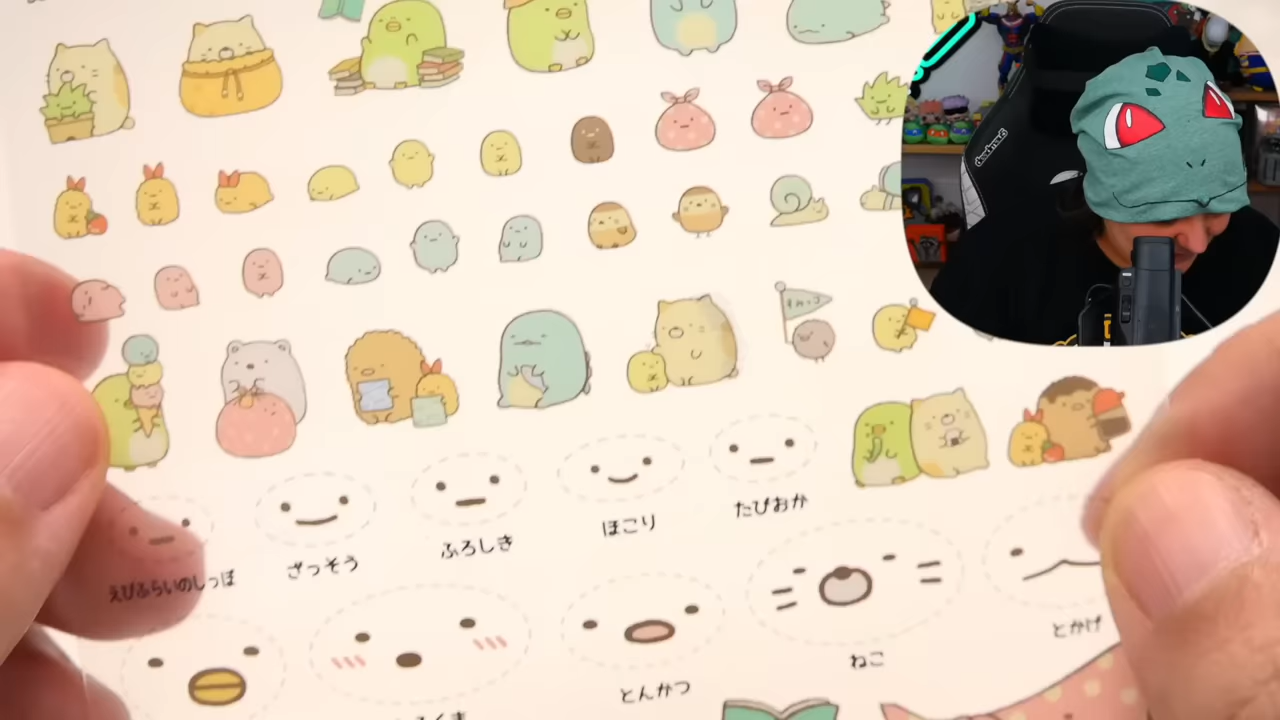 たぴおか
ほこり
ふろしき
ざっそう
えびふらいのしっぽ
とかげ
ねこ
とんかつ